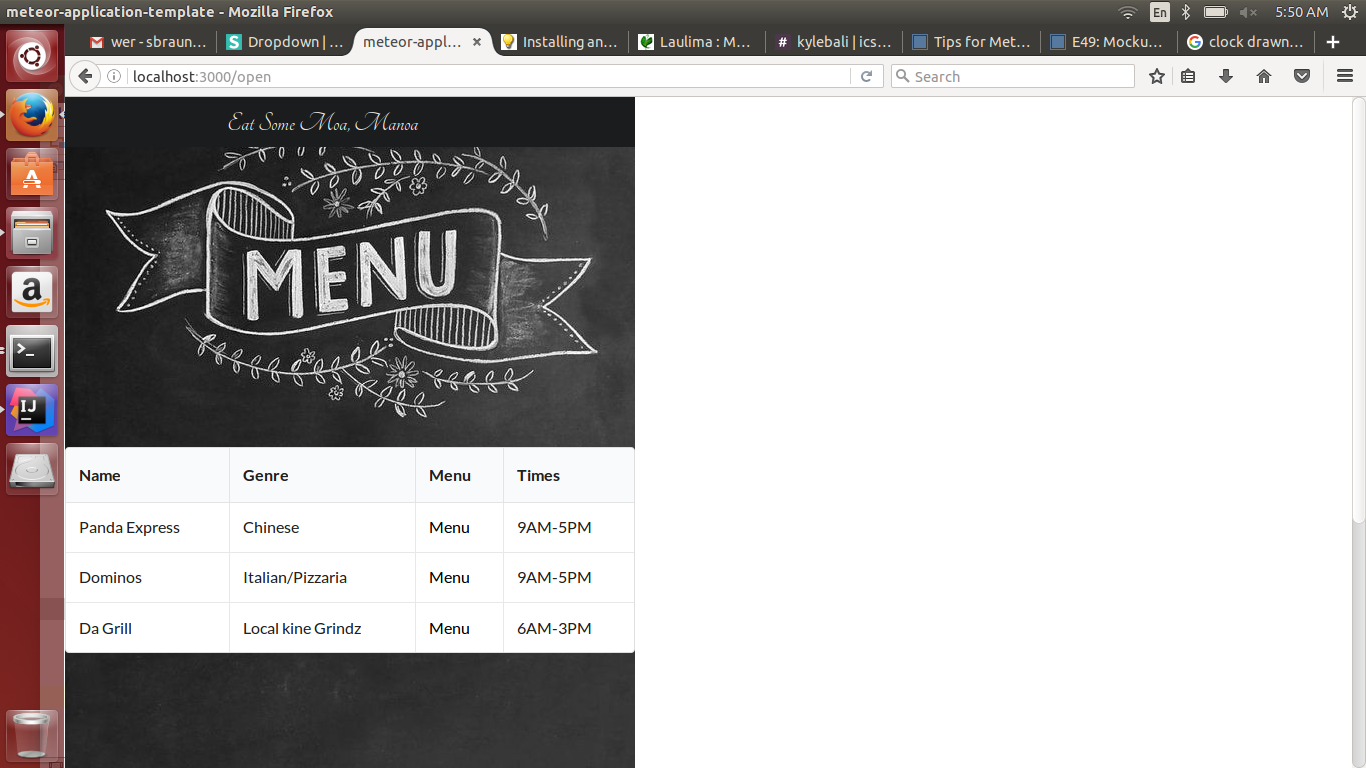 meteor-application-template - Mozilla Firefox
En
5:50 AM
wer - sbraun...
Dropdown | ...
meteor-appl...
Installing an...
Laulima : M...
kylebali | ics...
Tips for Met...
E49: Mocku...
clock drawn...
localhost:3000/open
Search
Eat Some Moa, Manoa
MENU
Name Genre Menu Times
Panda Express Chinese Menu 9AM-5PM
Dominos Italian/Pizzaria Menu 9AM-5PM
Da Grill Local kine Grindz Menu 6AM-3PM